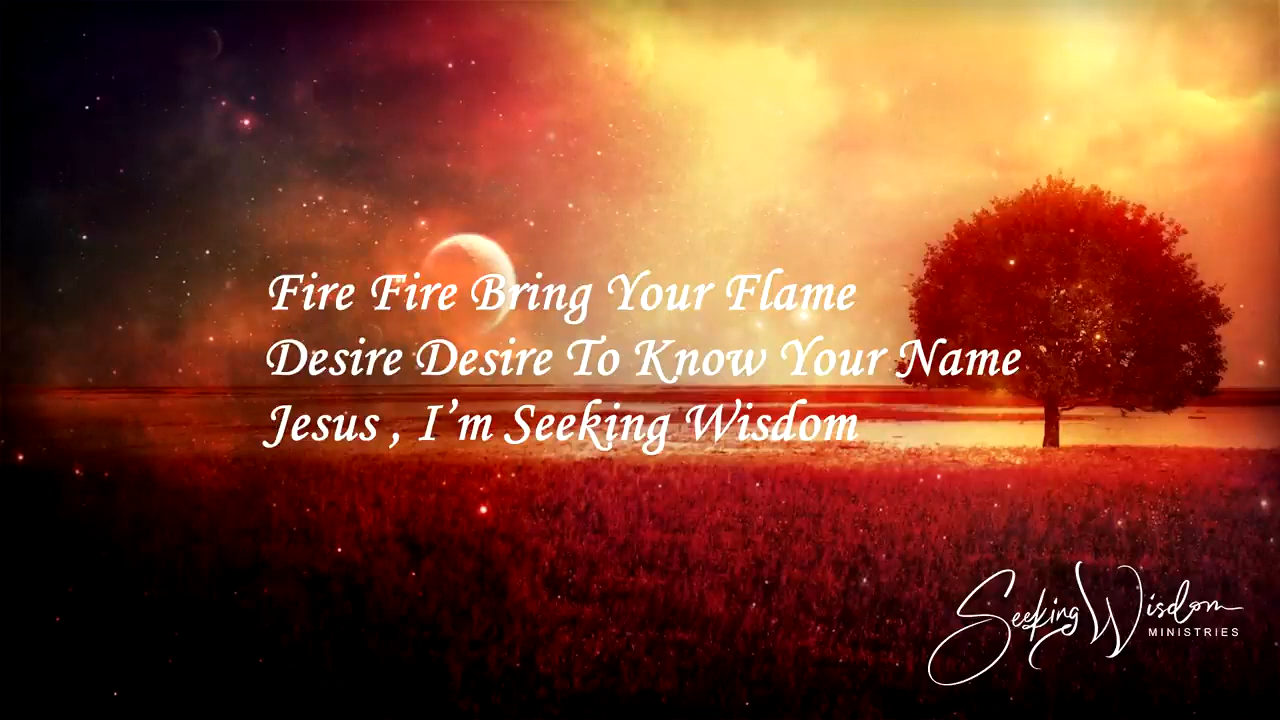 Fire Fire Bring Your Flame
Desire Desire To Know Your Name
Jesus , I’m Seeking Wisdom
Seeking Wisdom
MINISTRIES